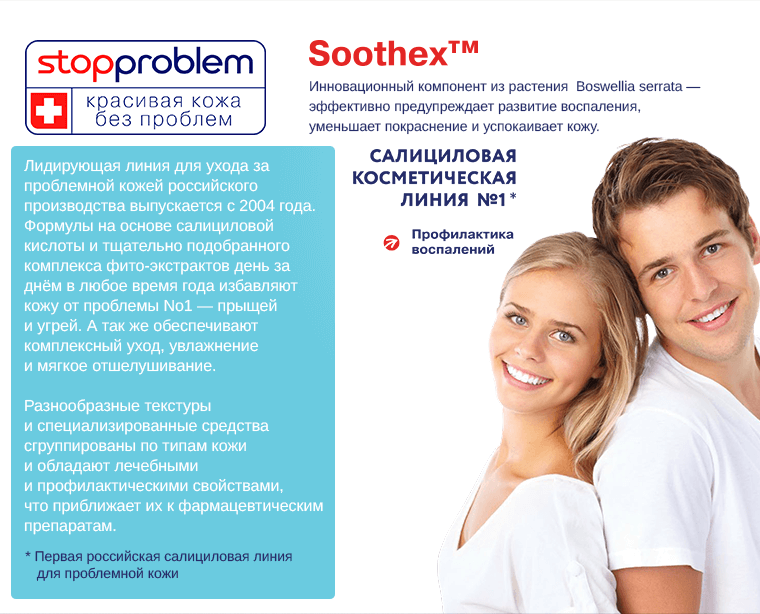 stopproblem
красивая кожа
без проблем
Soothex™
Инновационный компонент из растения Boswellia serrata —
эффективно предупреждает развитие воспаления,
уменьшает покраснение и успокаивает кожу.
САЛИЦИЛОВАЯ
КОСМЕТИЧЕСКАЯ
ЛИНИЯ №1*
Профилактика
воспалений
Лидирующая линия для ухода за
проблемной кожей российского
производства выпускается с 2004 года.
Формулы на основе салициловой
кислоты и тщательно подобранного
комплекса фито-экстрактов день за
днём в любое время года избавляют
кожу от проблемы No1 — прыщей
и угрей. А так же обеспечивают
комплексный уход, увлажнение
и мягкое отшелушивание.
Разнообразные текстуры
и специализированные средства
сгруппированы по типам кожи
и обладают лечебными
и профилактическими свойствами,
что приближает их к фармацевтическим
препаратам.
* Первая российская салициловая линия
для проблемной кожи